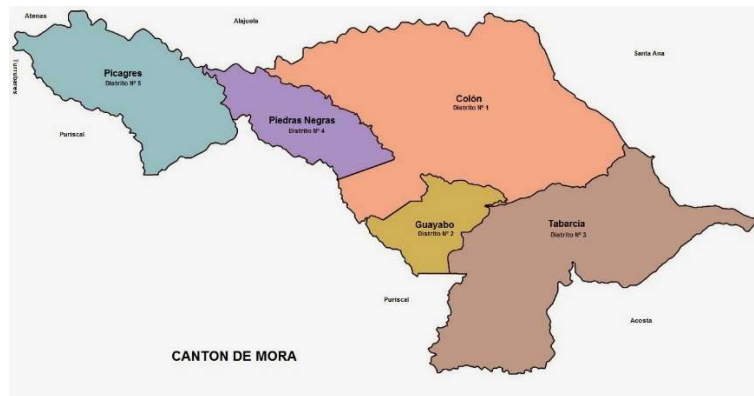 Atenas
Alajuela
Turrubares
Santa Ana
Picagres
Distrito Nº 5
Colón
Distrito Nº 1
Piedras Negras
Distrito Nº 4
Puriscal
Guayabo
Distrito Nº 2
Tabarcia
Distrito Nº 3
Puriscal
Acosta
CANTON DE MORA